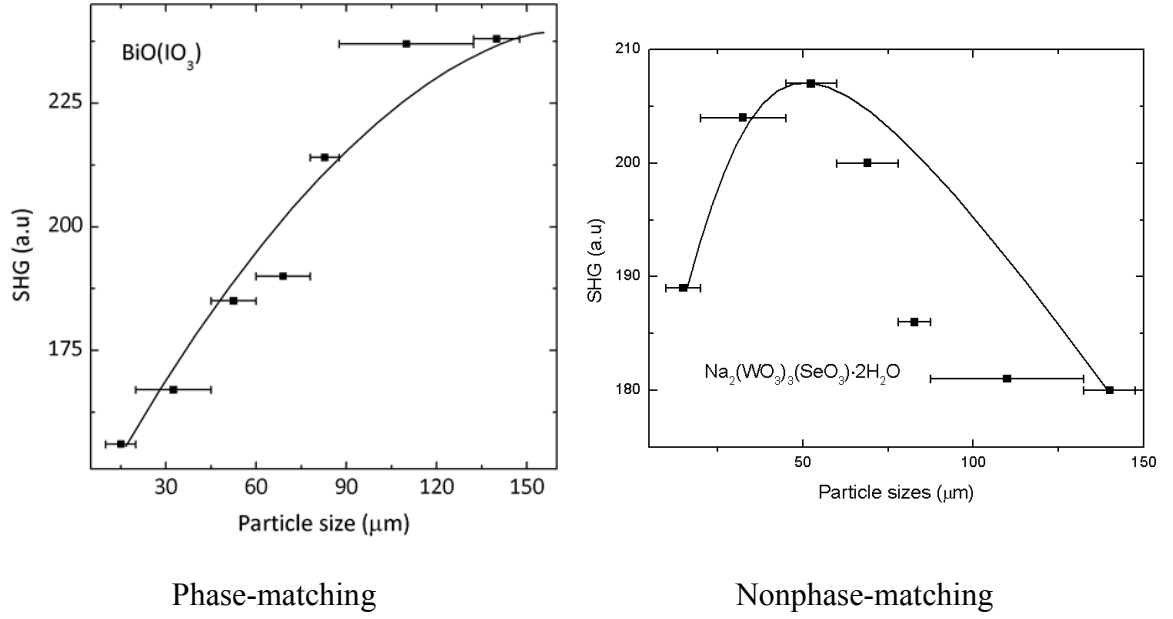 BiO(IO₃)
225
200
175
SHG (a.u)
30 60 90 120 150
Particle size (μm)
Phase-matching
210
200
190
180
SHG (a.u)
Na₂(WO₃)₃(SeO₃)·2H₂O
50 100 150
Particle sizes (μm)
Nonphase-matching